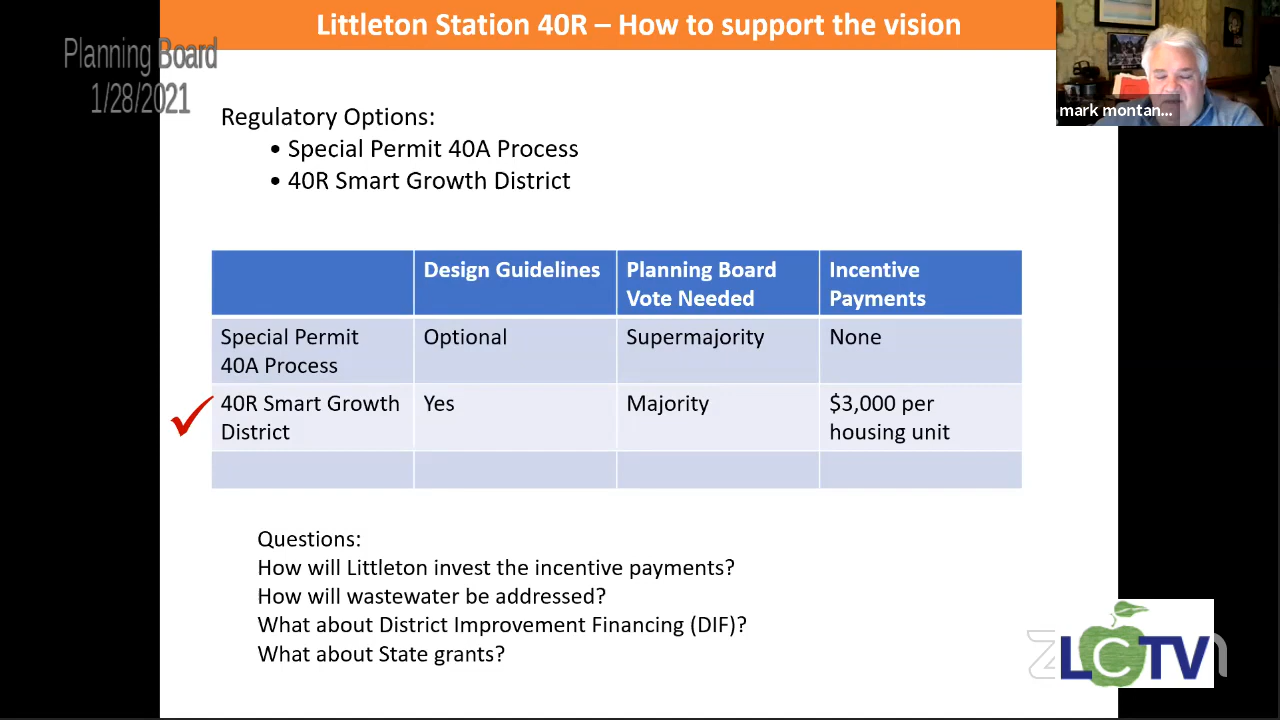 Littleton Station 40R – How to support the vision
Planning Board
1/28/2021
mark montan...
Regulatory Options:
• Special Permit 40A Process
• 40R Smart Growth District
Design Guidelines
Planning Board
Vote Needed
Incentive
Payments
Special Permit
40A Process
Optional
Supermajority
None
40R Smart Growth
District
Yes
Majority
$3,000 per
housing unit
Questions:
How will Littleton invest the incentive payments?
How will wastewater be addressed?
What about District Improvement Financing (DIF)?
What about State grants?
LCTV